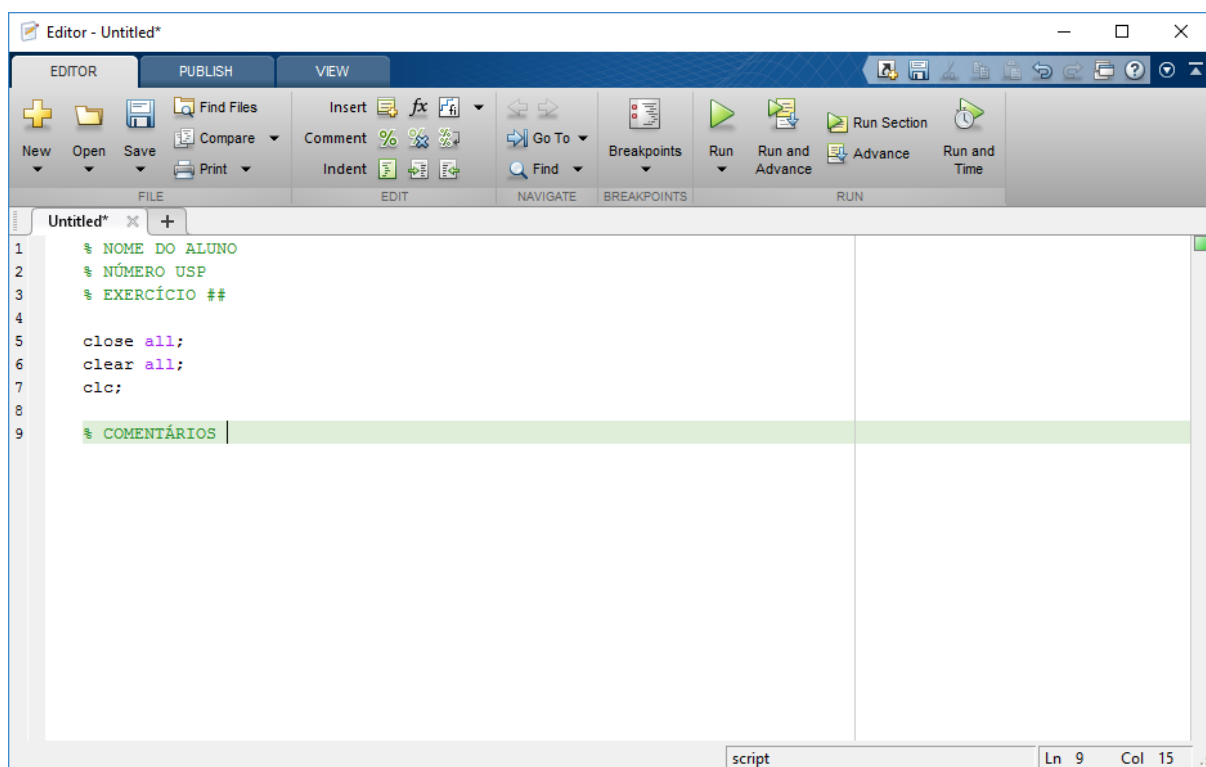 Editor - Untitled*
EDITOR PUBLISH VIEW
New Open Save
Find Files
Compare
Print
FILE
Insert fx fi
Comment % % %
Indent
EDIT
Go To
Find
NAVIGATE
Breakpoints
BREAKPOINTS
Run
Run and
Advance
Run Section
Advance
Run and
Time
RUN
Untitled* +
1 % NOME DO ALUNO
2 % NÚMERO USP
3 % EXERCÍCIO ##
4
5 close all;
6 clear all;
7 clc;
8
9 % COMENTÁRIOS
script Ln 9 Col 15